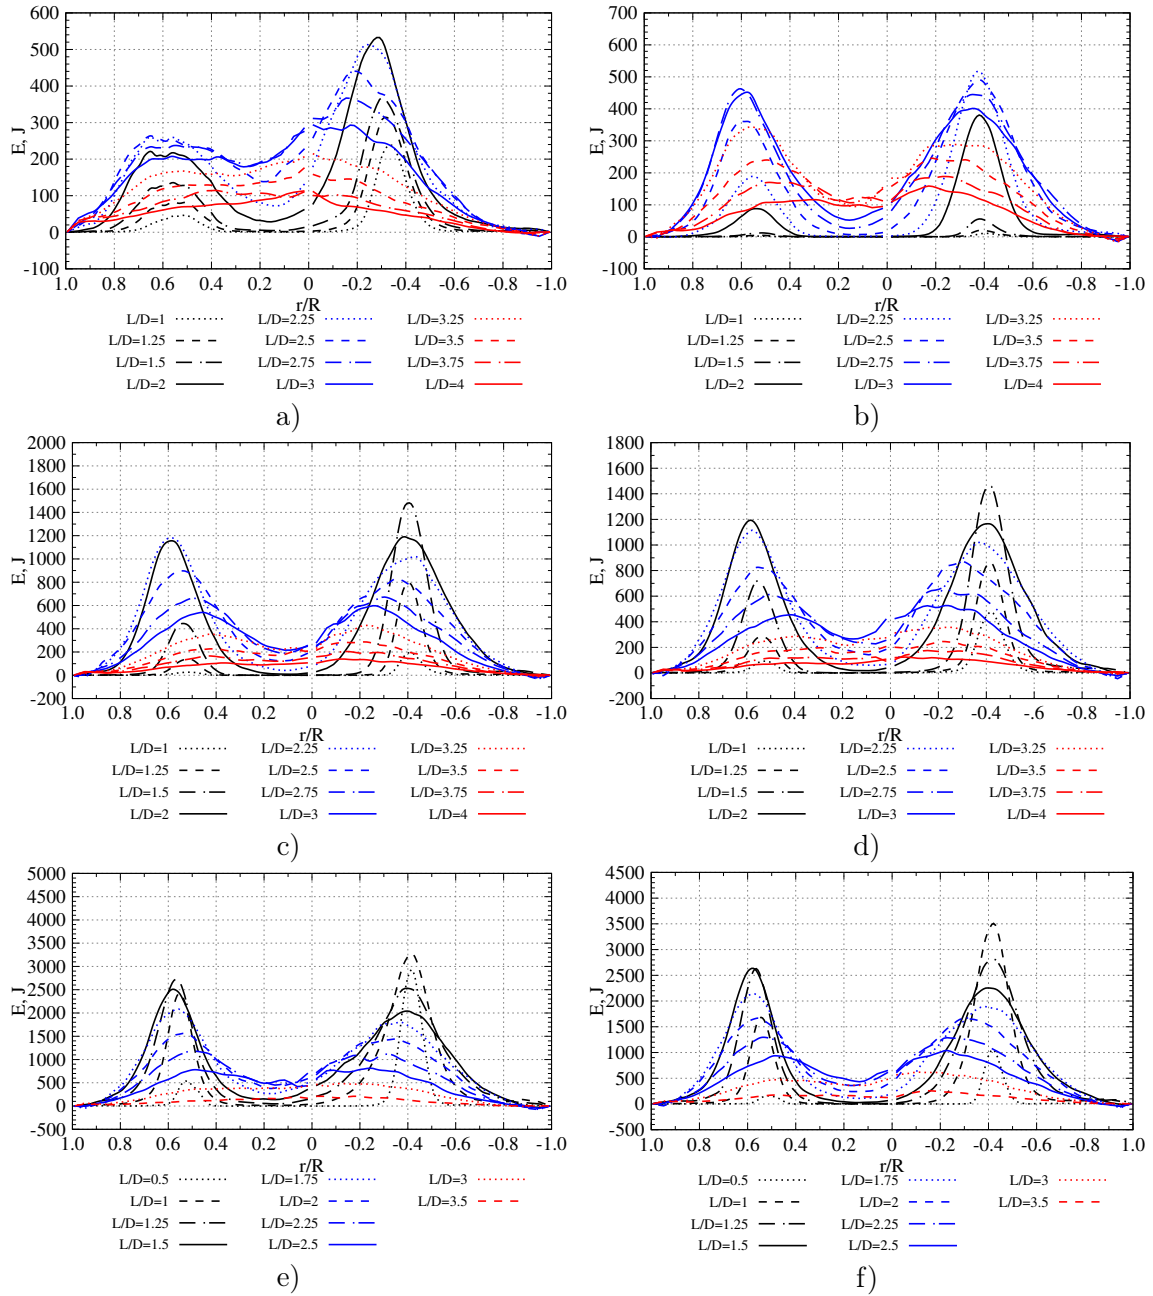 600
500
400
300
200
100
0
-100
E, J
1.0 0.8 0.6 0.4 0.2 0 -0.2 -0.4 -0.6 -0.8 -1.0
r/R
L/D=1 L/D=2.25 L/D=3.25
L/D=1.25 L/D=2.5 L/D=3.5
L/D=1.5 L/D=2.75 L/D=3.75
L/D=2 L/D=3 L/D=4
a)
700
600
500
400
300
200
100
0
-100
E, J
1.0 0.8 0.6 0.4 0.2 0 -0.2 -0.4 -0.6 -0.8 -1.0
r/R
L/D=1 L/D=2.25 L/D=3.25
L/D=1.25 L/D=2.5 L/D=3.5
L/D=1.5 L/D=2.75 L/D=3.75
L/D=2 L/D=3 L/D=4
b)
2000
1800
1600
1400
1200
1000
800
600
400
200
0
-200
E, J
1.0 0.8 0.6 0.4 0.2 0 -0.2 -0.4 -0.6 -0.8 -1.0
r/R
L/D=1 L/D=2.25 L/D=3.25
L/D=1.25 L/D=2.5 L/D=3.5
L/D=1.5 L/D=2.75 L/D=3.75
L/D=2 L/D=3 L/D=4
c)
1800
1600
1400
1200
1000
800
600
400
200
0
-200
E, J
1.0 0.8 0.6 0.4 0.2 0 -0.2 -0.4 -0.6 -0.8 -1.0
r/R
L/D=1 L/D=2.25 L/D=3.25
L/D=1.25 L/D=2.5 L/D=3.5
L/D=1.5 L/D=2.75 L/D=3.75
L/D=2 L/D=3 L/D=4
d)
5000
4500
4000
3500
3000
2500
2000
1500
1000
500
0
-500
E, J
1.0 0.8 0.6 0.4 0.2 0 -0.2 -0.4 -0.6 -0.8 -1.0
r/R
L/D=0.5 L/D=1.75 L/D=3
L/D=1 L/D=2 L/D=3.5
L/D=1.25 L/D=2.25
L/D=1.5 L/D=2.5
e)
4500
4000
3500
3000
2500
2000
1500
1000
500
0
-500
E, J
1.0 0.8 0.6 0.4 0.2 0 -0.2 -0.4 -0.6 -0.8 1.0
r/R
L/D=0.5 L/D=1.75 L/D=3
L/D=1 L/D=2 L/D=3.5
L/D=1.25 L/D=2.25
L/D=1.5 L/D=2.5
f)